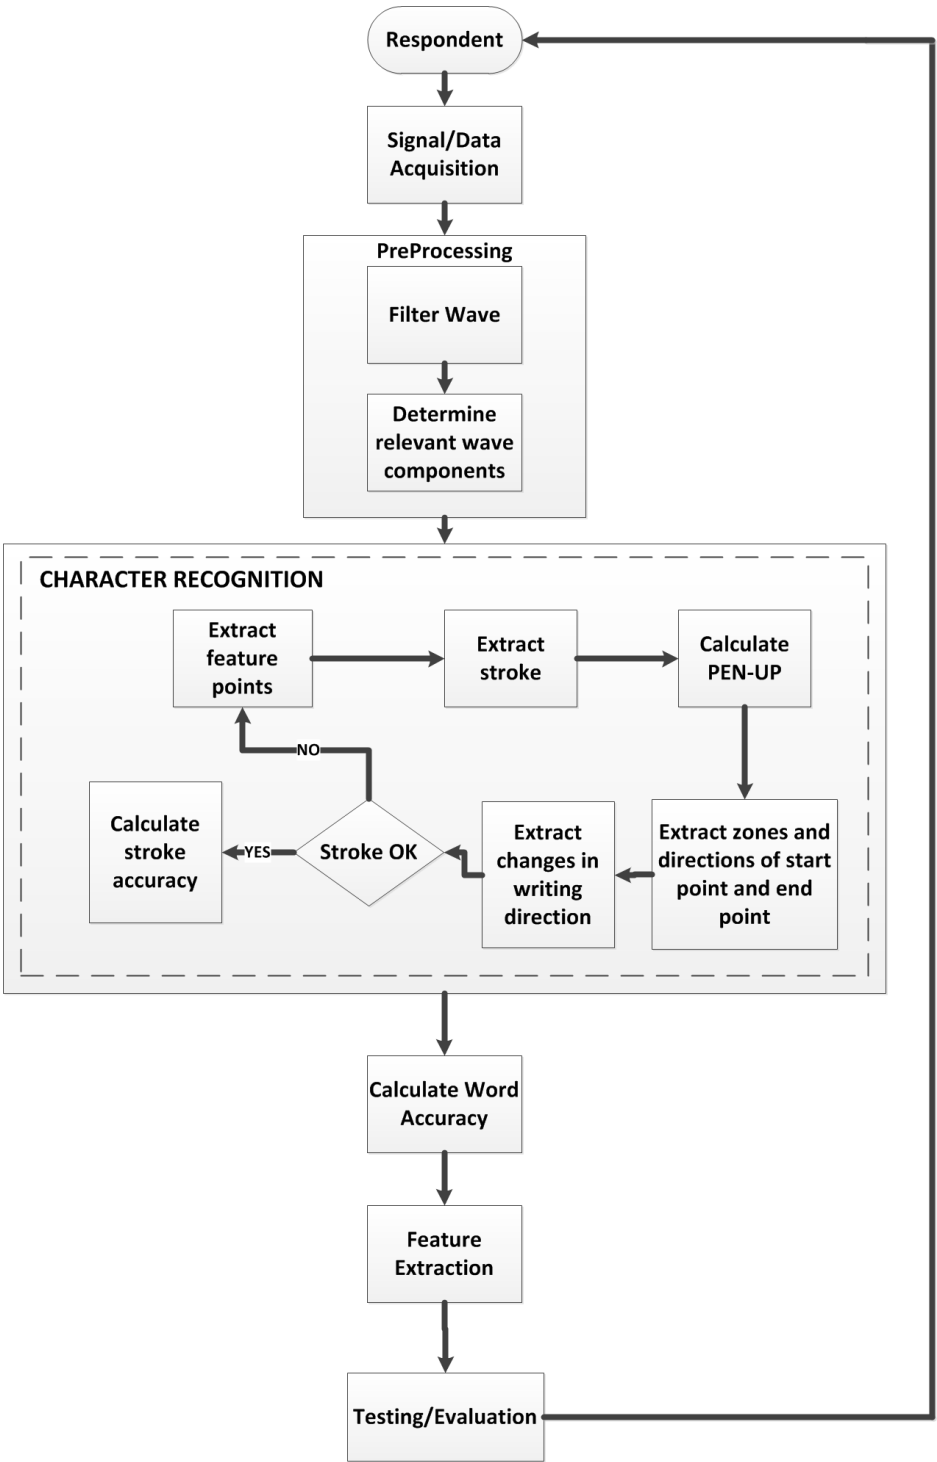 Respondent
Signal/Data
Acquisition
PreProcessing
Filter Wave
Determine
relevant wave
components
CHARACTER RECOGNITION
Extract
feature
points
Extract
stroke
Calculate
PEN-UP
NO
Calculate
stroke
accuracy
YES
Stroke OK
Extract
changes in
writing
direction
Extract zones and
directions of start
point and end
point
Calculate Word
Accuracy
Feature
Extraction
Testing/Evaluation